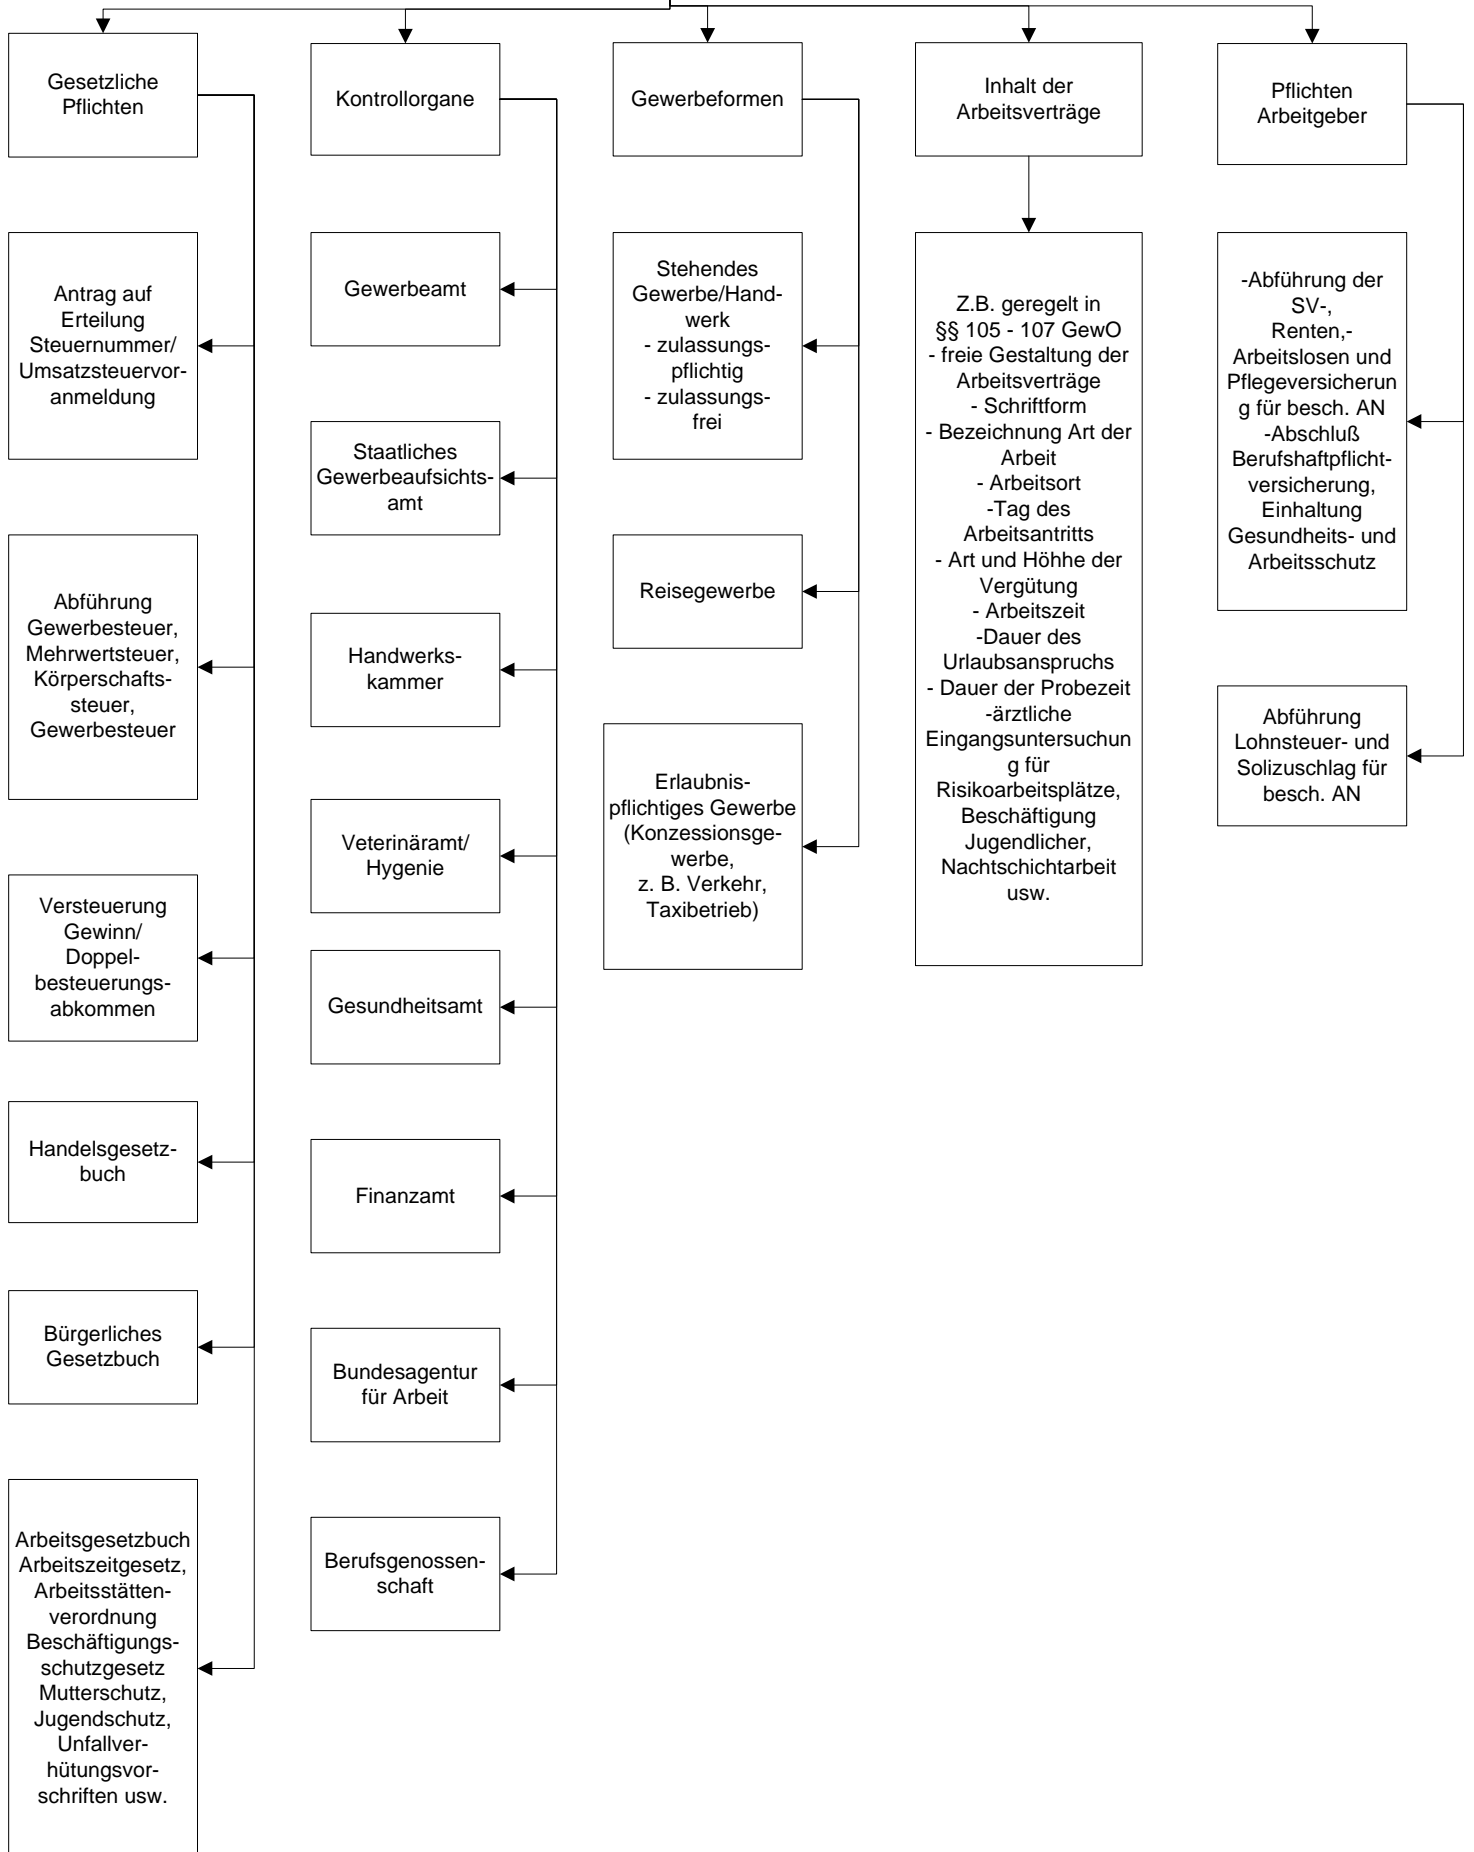 Gesetzliche
Pflichten
Kontrollorgane
Gewerbeformen
Inhalt der
Arbeitsverträge
Pflichten
Arbeitgeber
Antrag auf
Erteilung
Steuernummer/
Umsatzsteuervor-
anmeldung
Abführung
Gewerbesteuer,
Mehrwertsteuer,
Körperschafts-
steuer,
Gewerbesteuer
Versteuerung
Gewinn/
Doppel-
besteuerungs-
abkommen
Handelsgesetz-
buch
Bürgerliches
Gesetzbuch
Arbeitsgesetzbuch
Arbeitszeitgesetz,
Arbeitsstätten-
verordnung
Beschäftigungs-
schutzgesetz
Mutterschutz,
Jugendschutz,
Unfallver-
hütungsvor-
schriften usw.
Gewerbeamt
Staatliches
Gewerbeaufsichts-
amt
Handwerks-
kammer
Veterinäramt/
Hygenie
Gesundheitsamt
Finanzamt
Bundesagentur
für Arbeit
Berufsgenossen-
schaft
Stehendes
Gewerbe/Hand-
werk
- zulassungs-
pflichtig
- zulassungs-
frei
Reisegewerbe
Erlaubnis-
pflichtiges Gewerbe
(Konzessionsge-
werbe,
z. B. Verkehr,
Taxibetrieb)
Z.B. geregelt in
§§ 105 - 107 GewO
- freie Gestaltung der
Arbeitsverträge
- Schriftform
- Bezeichnung Art der
Arbeit
- Arbeitsort
-Tag des
Arbeitsantritts
- Art und Höhhe der
Vergütung
- Arbeitszeit
-Dauer des
Urlaubsanspruchs
- Dauer der Probezeit
-ärztliche
Eingangsuntersuchun
g für
Risikoarbeitsplätze,
Beschäftigung
Jugendlicher,
Nachtschichtarbeit
usw.
-Abführung der
SV-,
Renten,-
Arbeitslosen und
Pflegeversicherun
g für besch. AN
-Abschluß
Berufshaftpflicht-
versicherung,
Einhaltung
Gesundheits- und
Arbeitsschutz
Abführung
Lohnsteuer- und
Solizuschlag für
besch. AN